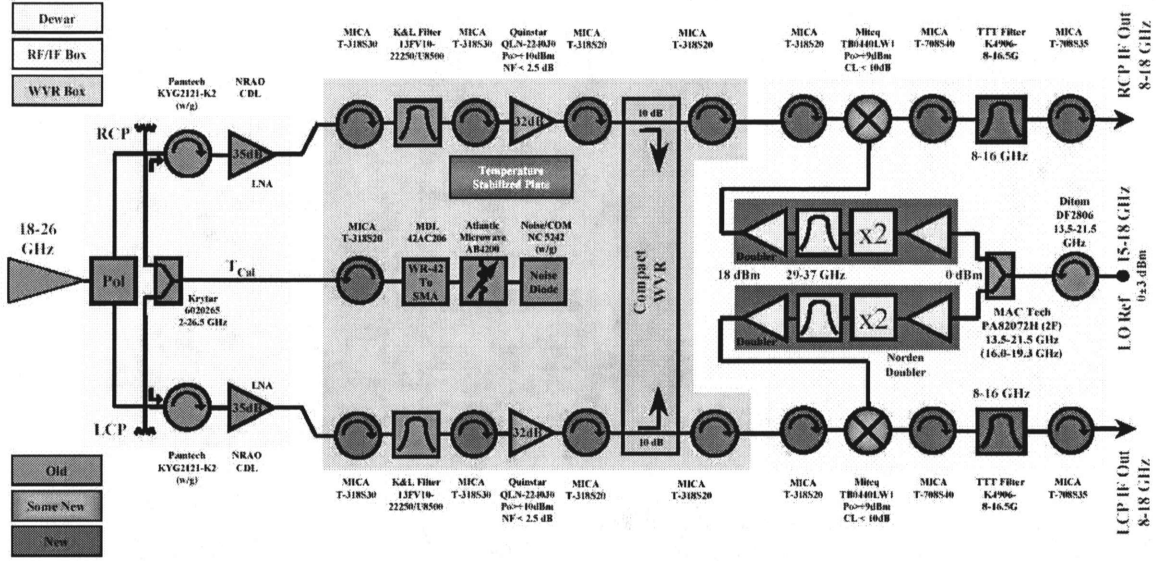 Dewar
RF/IF Box
WVR Box
MICA
T-318S30
K&L Filter
13FV10-
22250/U8500
MICA
T-318S30
Quinstar
QLN-2240J0
Po>+10dBm
NF < 2.5 dB
MICA
T-318S20
MICA
T-318S20
MICA
T-318S20
Miteq
TB0440LW1
Po>+9dBm
CL < 10dB
MICA
T-708S40
TTT Filter
K4906-
8-16.5G
MICA
T-708S35
RCP IF Out
8-18 GHz
Pamtech
KYG2121-K2
(w/g)
NRAO
CDL
RCP
35dB
LNA
32dB
10 dB
8-16 GHz
Temperature
Stabilized Plate
18-26
GHz
Pol
T Cal
Krytar
6020265
2-26.5 GHz
MICA
T-318S20
MDL
42AC206
Atlantic
Microwave
AB4200
Noise/COM
NC 5242
(w/g)
WR-42
To
SMA
Noise
Diode
Compact
WVR
Doubler
x2
18 dBm
29-37 GHz
0 dBm
Doubler
x2
Norden
Doubler
Ditom
DF2806
13.5-21.5
GHz
MAC Tech
PA82072H (2F)
13.5-21.5 GHz
(16.0-19.3 GHz)
LO Ref 15-18 GHz
0±3 dBm
LCP
35dB
LNA
32dB
10 dB
8-16 GHz
Pamtech
KYG2121-K2
(w/g)
NRAO
CDL
MICA
T-318S30
K&L Filter
13FV10-
22250/U8500
MICA
T-318S30
Quinstar
QLN-2240J0
Po>+10dBm
NF < 2.5 dB
MICA
T-318S20
MICA
T-318S20
MICA
T-318S20
Miteq
TB0440LW1
Po>+9dBm
CL < 10dB
MICA
T-708S40
TTT Filter
K4906-
8-16.5G
MICA
T-708S35
LCP IF Out
8-18 GHz
Old
Some New
New